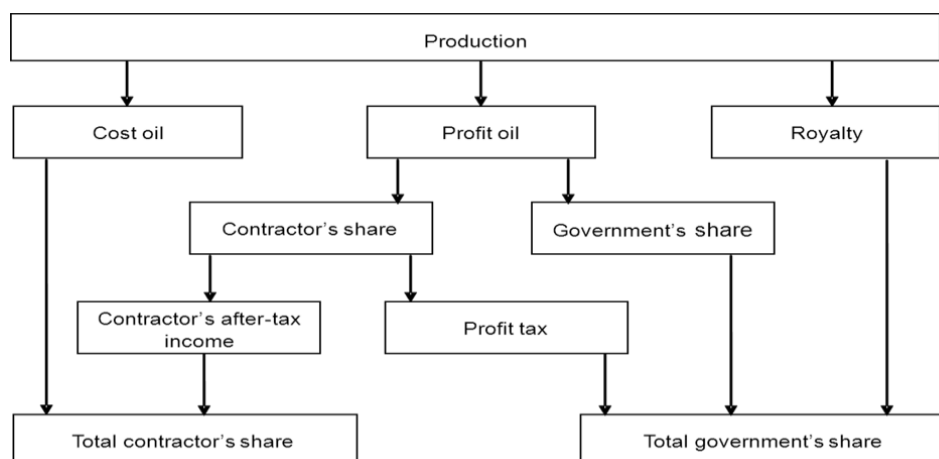 Production
Cost oil
Profit oil
Royalty
Contractor's share
Government's share
Contractor's after-tax
income
Profit tax
Total contractor's share
Total government's share